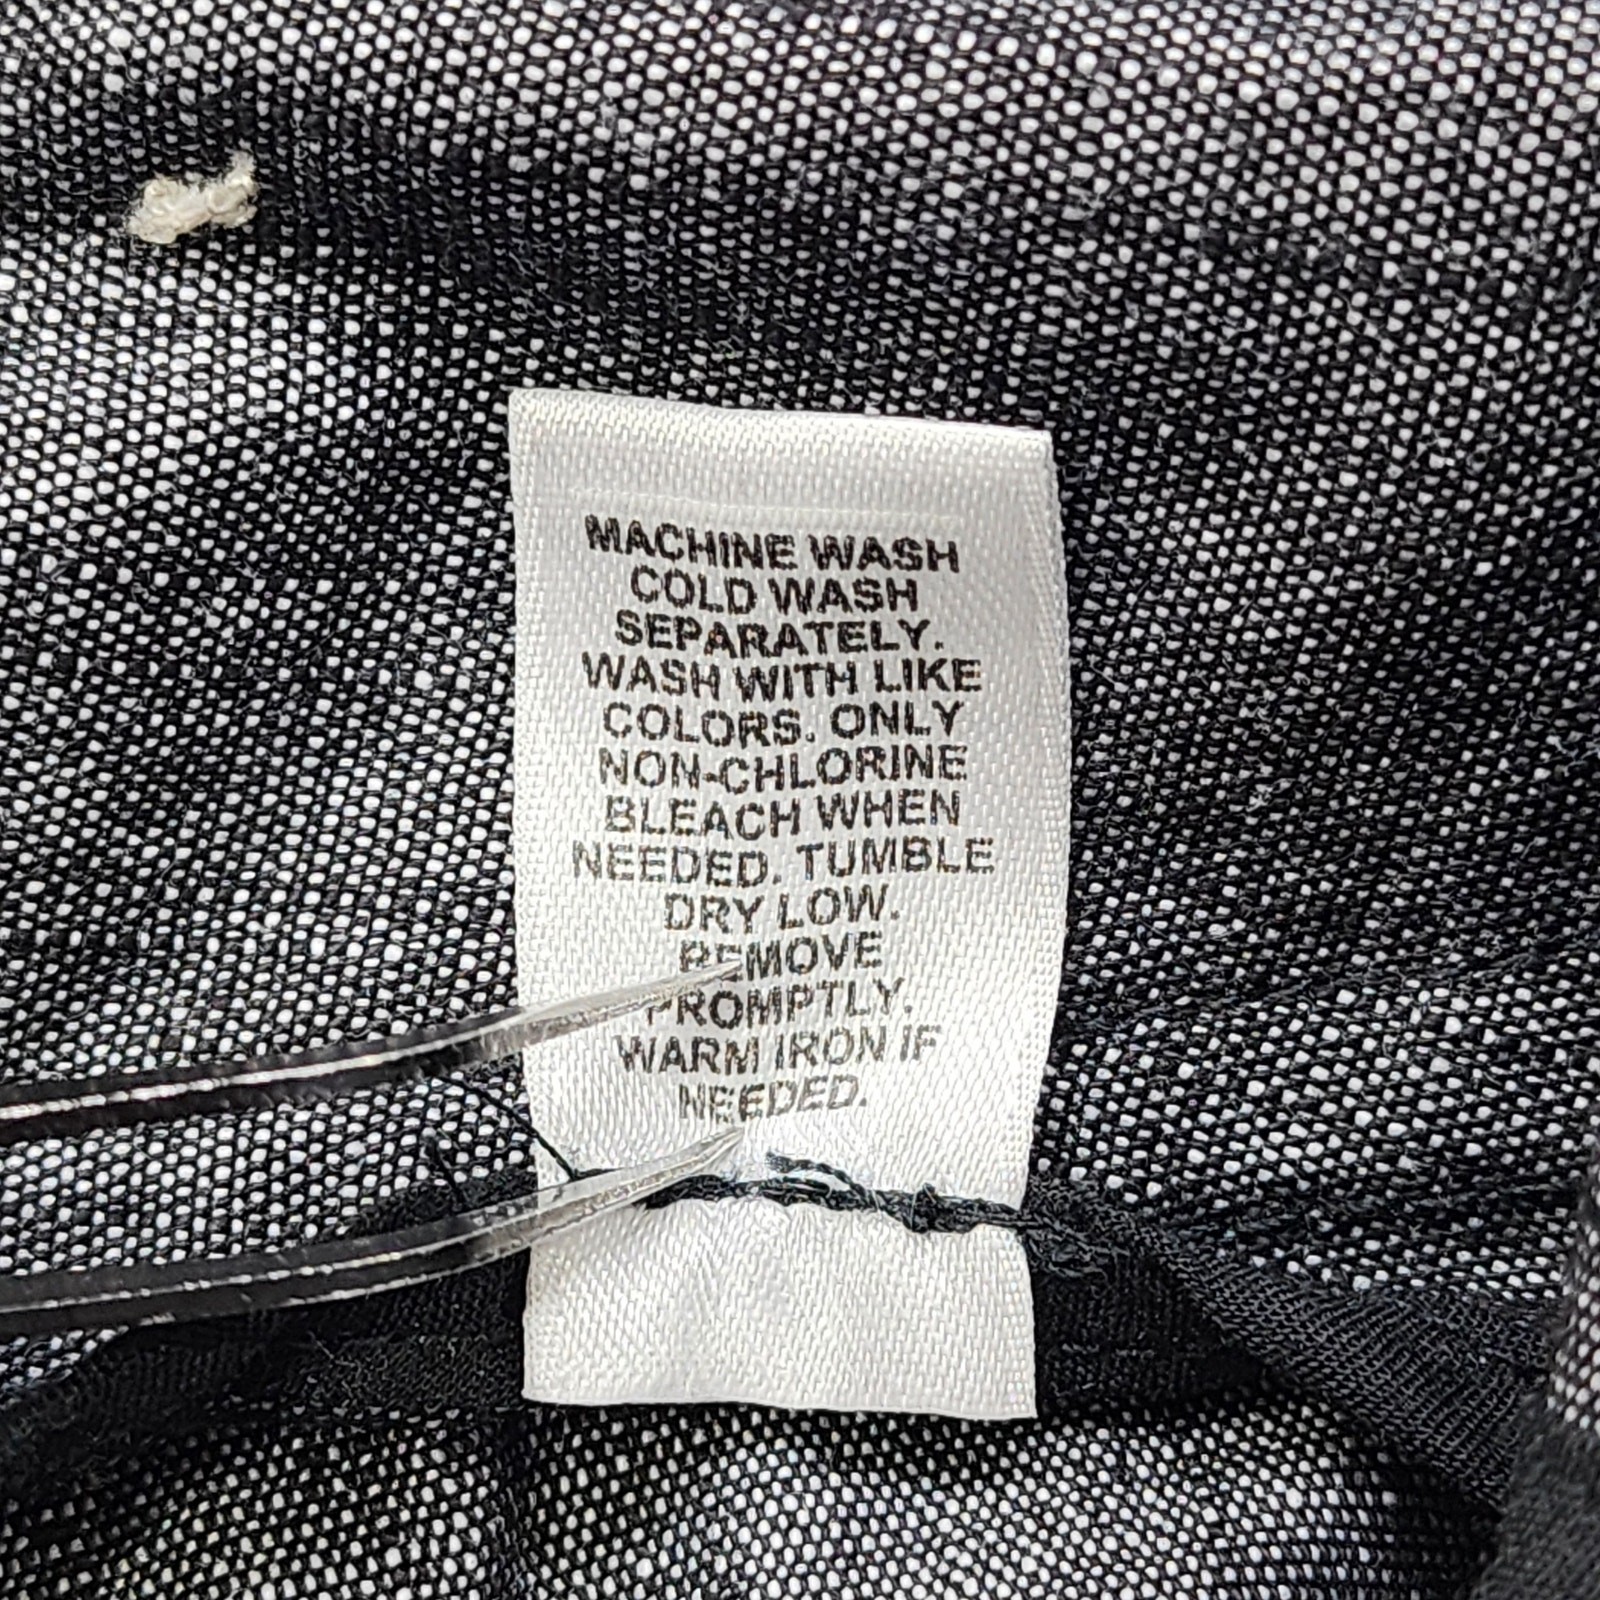 MACHINE WASH
COLD WASH
SEPARATELY.
WASH WITH LIKE
COLORS. ONLY
NON-CHLORINE
BLEACH WHEN
NEEDED. TUMBLE
DRY LOW.
REMOVE
PROMPTLY.
WARM IRON IF
NEEDED.